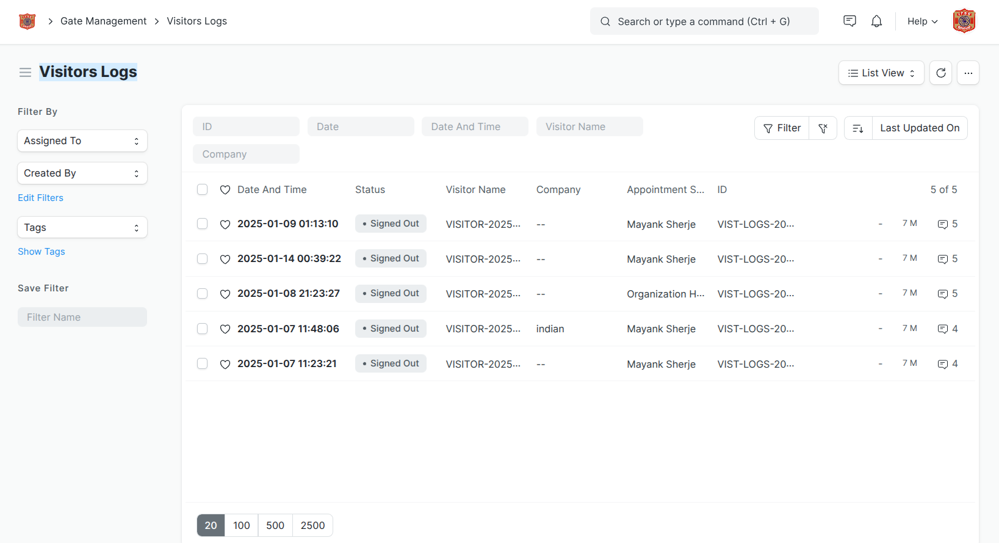 Gate Management
Visitors Logs
Search or type a command (Ctrl + G)
Help
Visitors Logs
List View
Filter By
Assigned To
Created By
Edit Filters
Tags
Show Tags
Save Filter
Filter Name
ID
Date
Date And Time
Visitor Name
Company
Filter
Last Updated On
Date And Time Status Visitor Name Company Appointment S... ID 5 of 5
2025-01-09 01:13:10 • Signed Out VISITOR-2025... -- Mayank Sherje VIST-LOGS-20... - 7 M 5
2025-01-14 00:39:22 • Signed Out VISITOR-2025... -- Mayank Sherje VIST-LOGS-20... - 7 M 5
2025-01-08 21:23:27 • Signed Out VISITOR-2025... -- Organization H... VIST-LOGS-20... - 7 M 5
2025-01-07 11:48:06 • Signed Out VISITOR-2025... indian Mayank Sherje VIST-LOGS-20... - 7 M 4
2025-01-07 11:23:21 • Signed Out VISITOR-2025... -- Mayank Sherje VIST-LOGS-20... - 7 M 4
20 100 500 2500